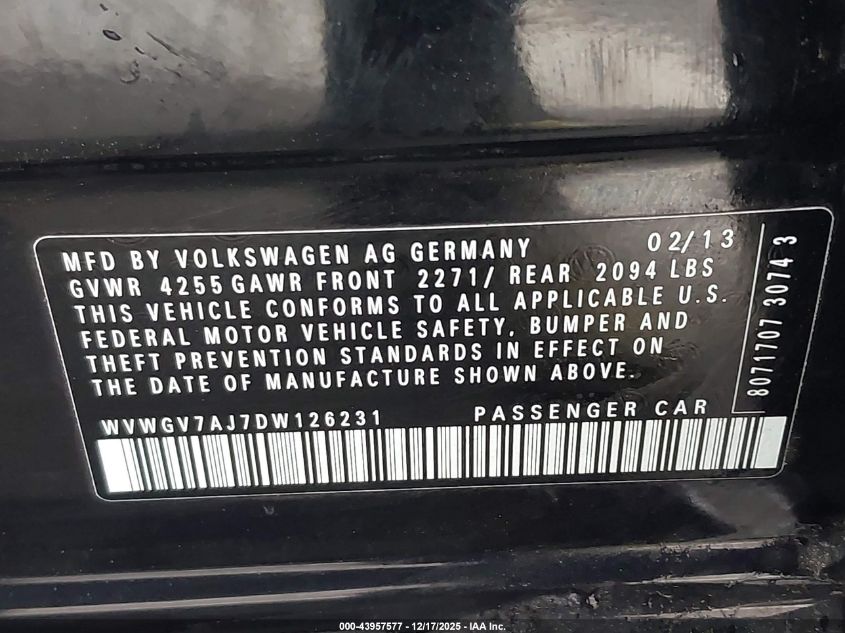 MFD BY VOLKSWAGEN AG GERMANY 02/13
GVWR 4255 GAWR FRONT 2271/ REAR 2094 LBS
THIS VEHICLE CONFORMS TO ALL APPLICABLE U.S.
FEDERAL MOTOR VEHICLE SAFETY, BUMPER AND
THEFT PREVENTION STANDARDS IN EFFECT ON
THE DATE OF MANUFACTURE SHOWN ABOVE.
WVWGV7AJ7DW126231 PASSENGER CAR
8071707 3074 3
000-43957577 - 12/17/2025 - IAA Inc.